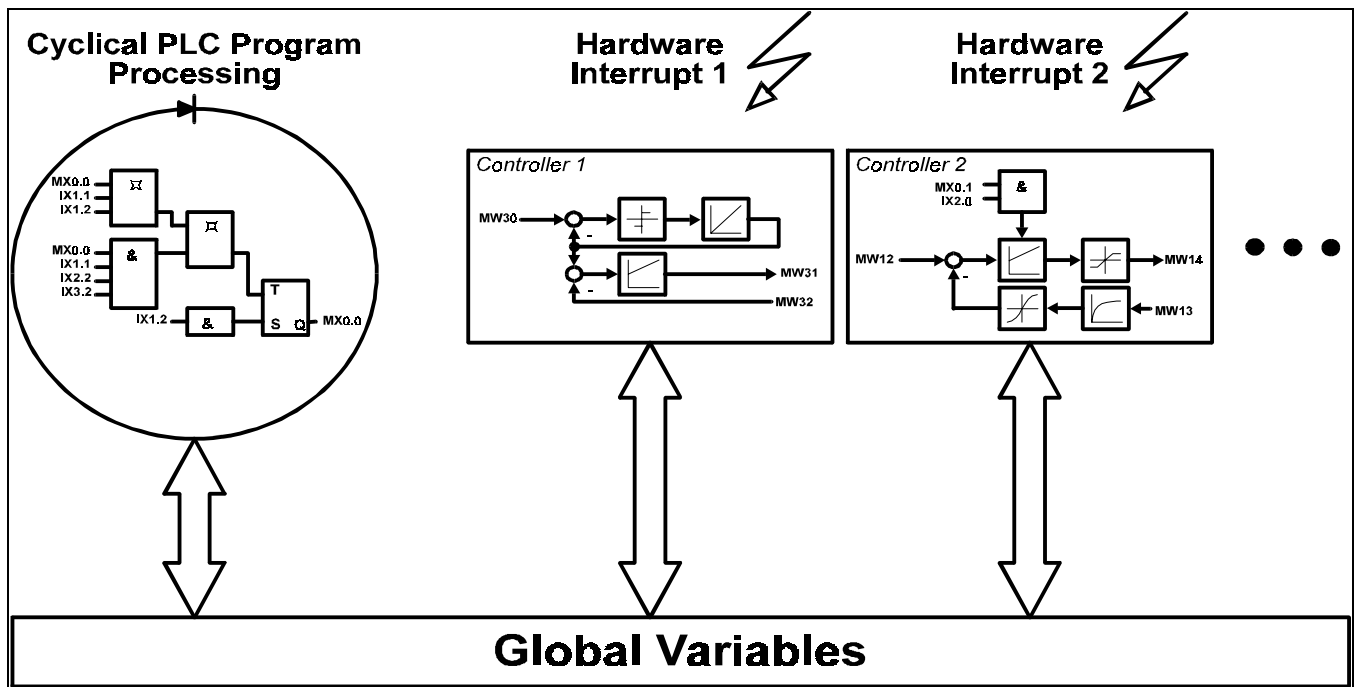 Cyclical PLC Program
Processing
Hardware
Interrupt 1
Hardware
Interrupt 2
MX0.0
IX1.1
IX1.2
¤
¤
MX0.0
IX1.1
IX2.2
IX3.2
&
IX1.2
&
T
S Q
MX0.0
Controller 1
MW30
-
-
MW31
MW32
Controller 2
MX0.1
IX2.0
&
MW12
-
MW14
MW13
Global Variables